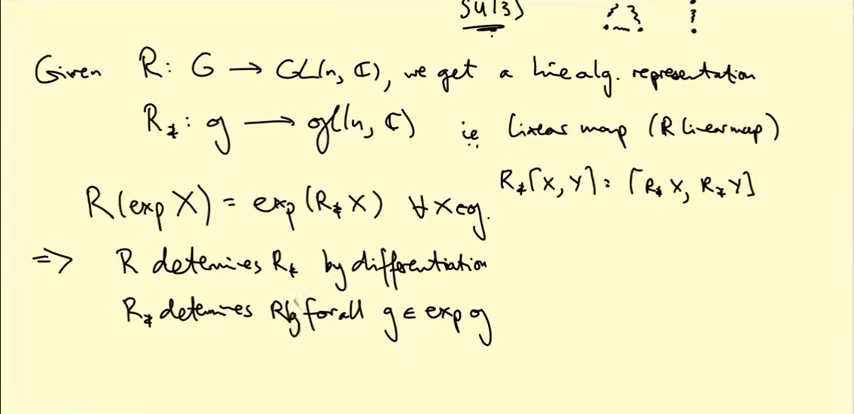 SU(3)
Given R: G → GL(n, ℂ), we get a Lie alg. representation
R_*: g → gl(n, ℂ) ie linear map (R linear map)
R_*[X, Y] = [R_* X, R_* Y]
R(exp X) = exp(R_* X) ∀ X ∈ g.
⇒ R determines R_* by differentiation
R_* determines R(g) for all g ∈ exp g